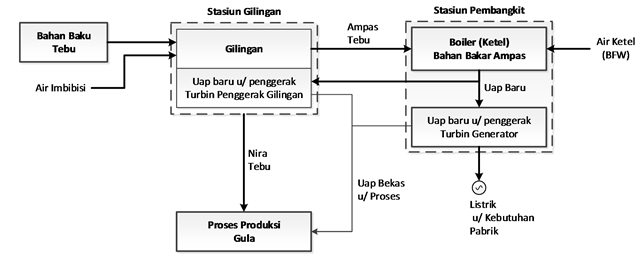 Stasiun Gilingan
Stasiun Pembangkit
Bahan Baku
Tebu
Gilingan
Ampas
Tebu
Boiler (Ketel)
Bahan Bakar Ampas
Air Ketel
(BFW)
Air Imbibisi
Uap baru u/ penggerak
Turbin Penggerak Gilingan
Uap Baru
Uap baru u/ penggerak
Turbin Generator
Nira
Tebu
Uap Bekas
u/ Proses
Listrik
u/ Kebutuhan
Pabrik
Proses Produksi
Gula